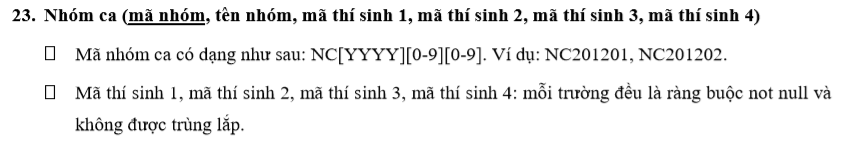 23. Nhóm ca (mã nhóm, tên nhóm, mã thí sinh 1, mã thí sinh 2, mã thí sinh 3, mã thí sinh 4)
□ Mã nhóm ca có dạng như sau: NC[YYYY][0-9][0-9]. Ví dụ: NC201201, NC201202.
□ Mã thí sinh 1, mã thí sinh 2, mã thí sinh 3, mã thí sinh 4: mỗi trường đều là ràng buộc not null và
không được trùng lắp.